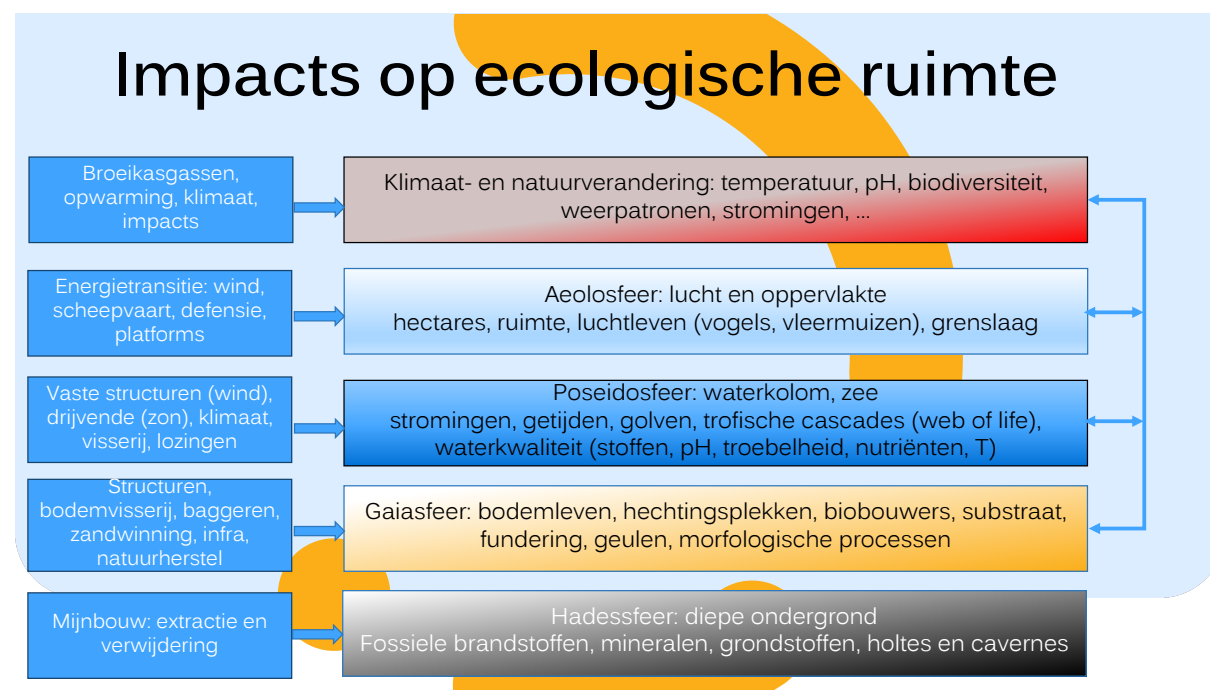 Impacts op ecologische ruimte
Broeikasgassen,
opwarming, klimaat,
impacts
Klimaat- en natuurverandering: temperatuur, pH, biodiversiteit,
weerpatronen, stromingen, ...
Energietransitie: wind,
scheepvaart, defensie,
platforms
Aeolosfeer: lucht en oppervlakte
hectares, ruimte, luchtleven (vogels, vleermuizen), grenslaag
Vaste structuren (wind),
drijvende (zon), klimaat,
visserij, lozingen
Poseidosfeer: waterkolom, zee
stromingen, getijden, golven, trofische cascades (web of life),
waterkwaliteit (stoffen, pH, troebelheid, nutriënten, T)
Structuren,
bodemvisserij, baggeren,
zandwinning, infra,
natuurherstel
Gaiasfeer: bodemleven, hechtingsplekken, biobouwers, substraat,
fundering, geulen, morfologische processen
Mijnbouw: extractie en
verwijdering
Hadessfeer: diepe ondergrond
Fossiele brandstoffen, mineralen, grondstoffen, holtes en cavernes